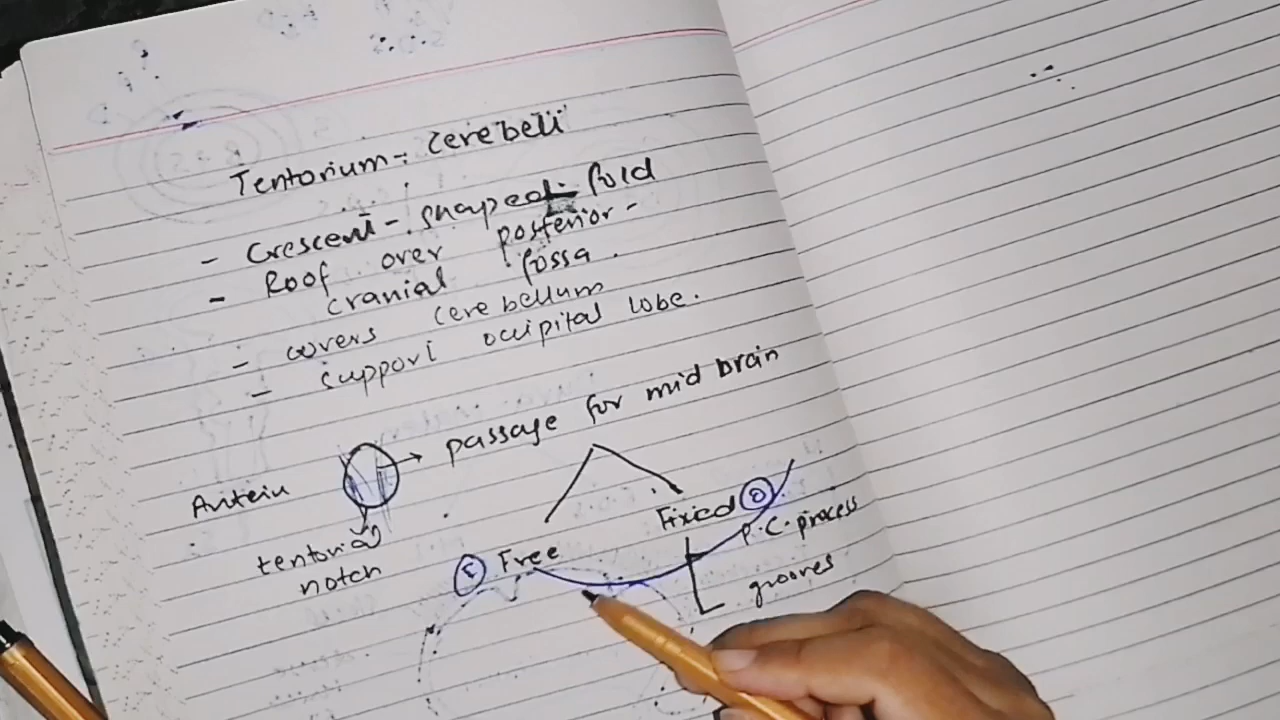 Tentorium - cerebeli
- Crescent - shaped fold
- Roof over posterior -
cranial fossa.
- covers cerebellum
- support occipital lobe.
→ passage for mid brain
tentorial
notch
Fixed O
P.C. process
Free
grooves